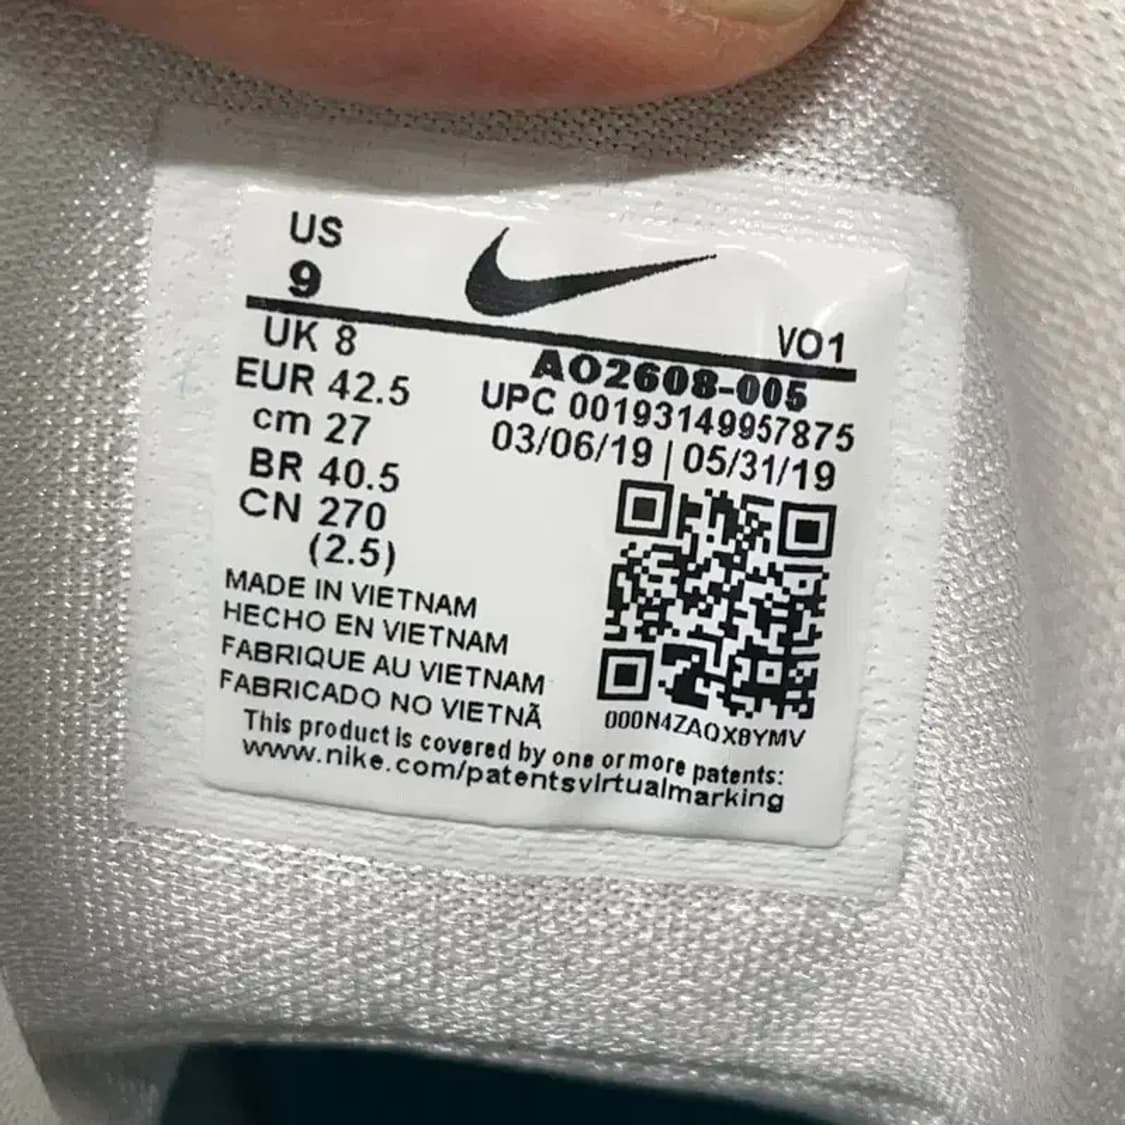 US
9
VO1
UK 8
EUR 42.5
cm 27
BR 40.5
CN 270
(2.5)
AO2608-005
UPC 00193149957875
03/06/19 | 05/31/19
MADE IN VIETNAM
HECHO EN VIETNAM
FABRIQUE AU VIETNAM
FABRICADO NO VIETNÃ
000N4ZAQX8YMV
This product is covered by one or more patents:
www.nike.com/patentsvirtualmarking